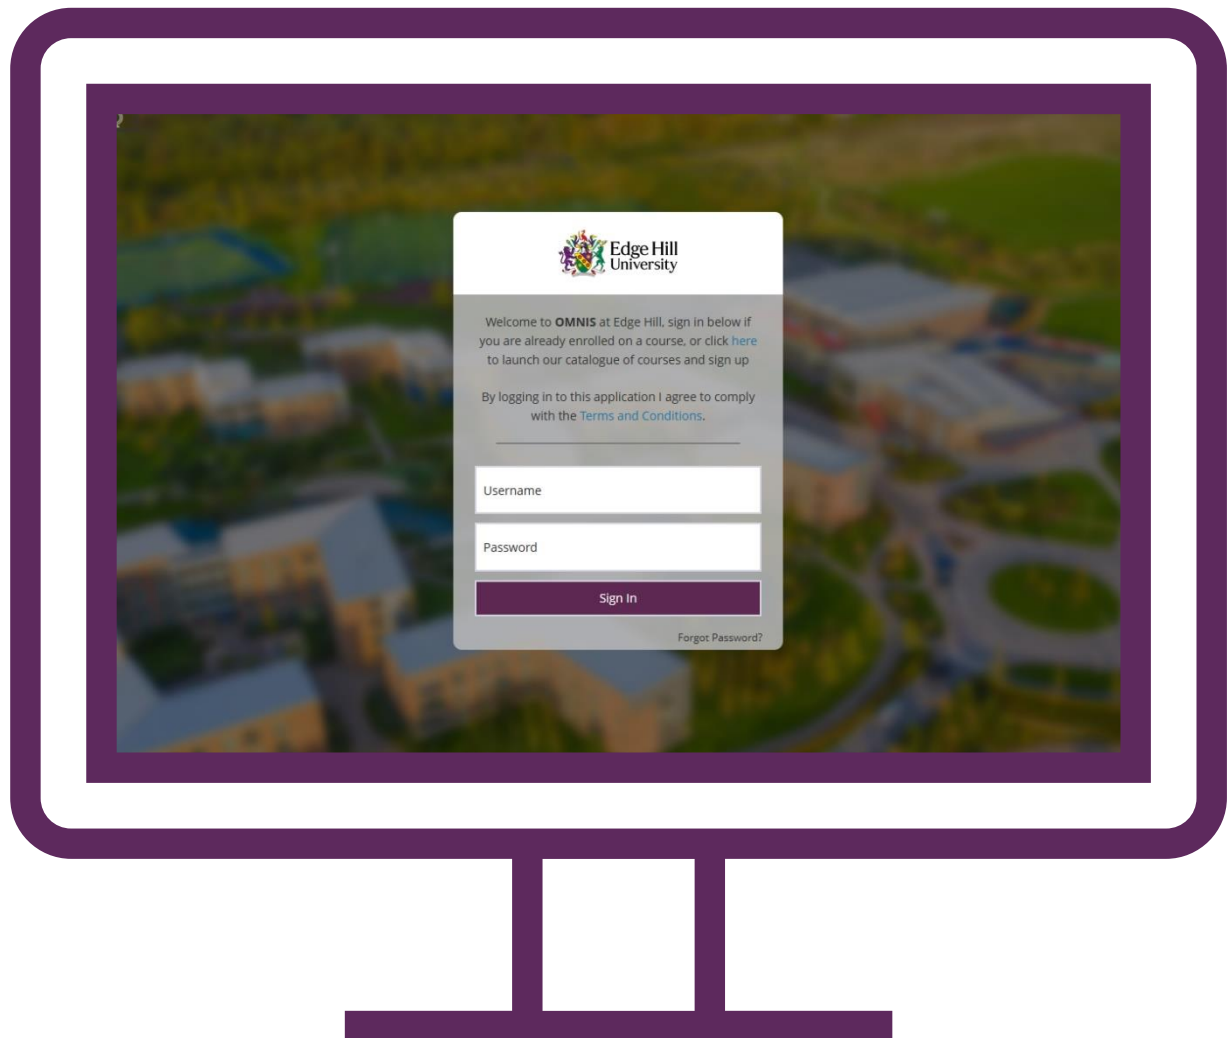 Edge Hill
University
Welcome to OMNIS at Edge Hill, sign in below if
you are already enrolled on a course, or click here
to launch our catalogue of courses and sign up
By logging in to this application I agree to comply
with the Terms and Conditions.
Username
Password
Sign In
Forgot Password?